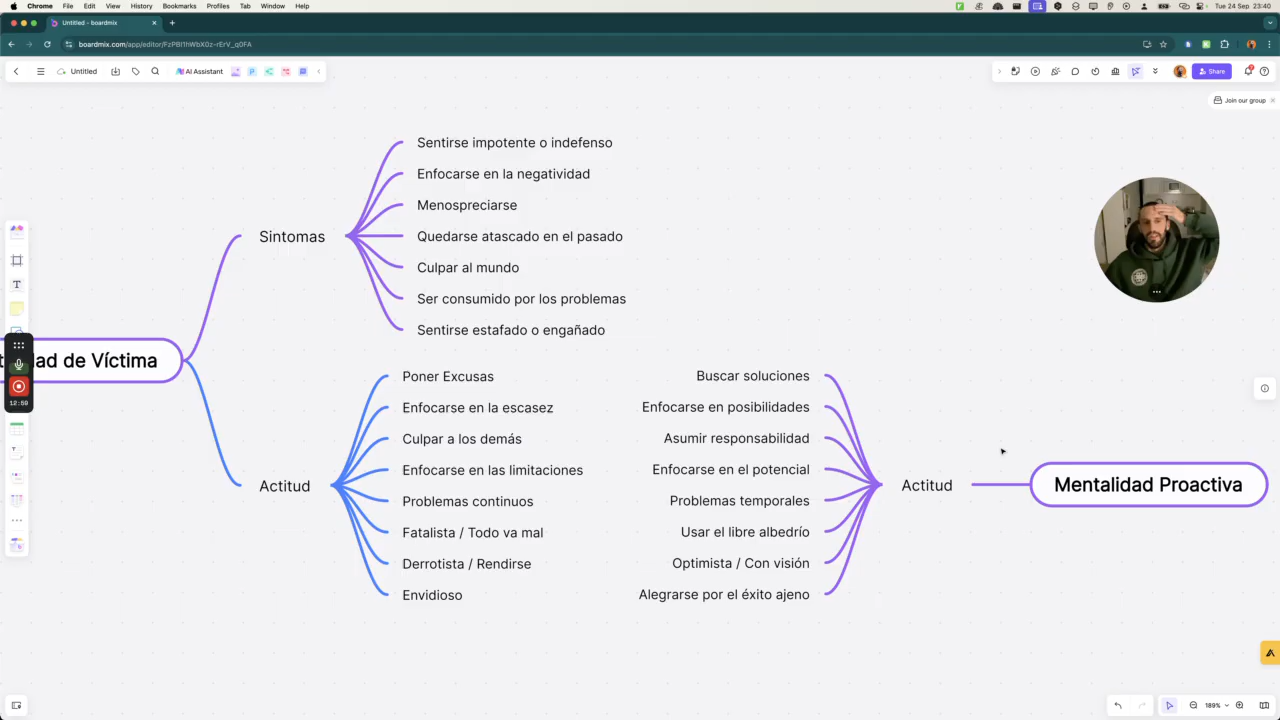 Chrome File Edit View History Bookmarks Profiles Tab Window Help
Tue 24 Sep 23:40
Untitled - boardmix
boardmix.com/app/editor/FzPBI1hWbX0z-rErV_q0FA
Untitled
AI Assistant
Share
Join our group
Sintomas
Sentirse impotente o indefenso
Enfocarse en la negatividad
Menospreciarse
Quedarse atascado en el pasado
Culpar al mundo
Ser consumido por los problemas
Sentirse estafado o engañado
dad de Víctima
12:59
Actitud
Poner Excusas
Enfocarse en la escasez
Culpar a los demás
Enfocarse en las limitaciones
Problemas continuos
Fatalista / Todo va mal
Derrotista / Rendirse
Envidioso
Buscar soluciones
Enfocarse en posibilidades
Asumir responsabilidad
Enfocarse en el potencial
Problemas temporales
Usar el libre albedrío
Optimista / Con visión
Alegrarse por el éxito ajeno
Actitud
Mentalidad Proactiva
189%